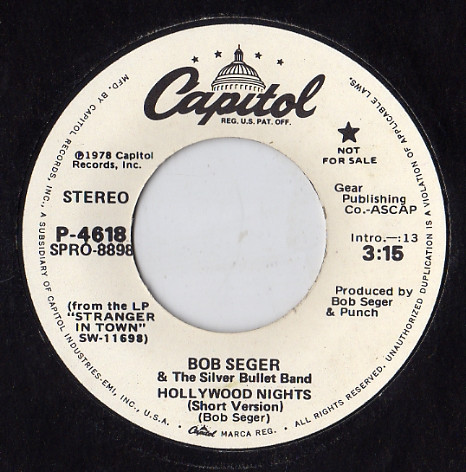 Capitol
REG. U.S. PAT. OFF.
℗1978 Capitol
Records, Inc.
★
NOT
FOR SALE
STEREO
Gear
Publishing
Co.-ASCAP
P-4618
SPRO-8898
Intro.—:13
3:15
(from the LP
"STRANGER
IN TOWN"
SW-11698)
Produced by
Bob Seger
& Punch
BOB SEGER
& The Silver Bullet Band
HOLLYWOOD NIGHTS
(Short Version)
(Bob Seger)
MFD. BY CAPITOL RECORDS, INC., A SUBSIDIARY OF CAPITOL INDUSTRIES-EMI, INC., U.S.A. • Capitol MARCA REG. • ALL RIGHTS RESERVED. UNAUTHORIZED DUPLICATION IS A VIOLATION OF APPLICABLE LAWS.